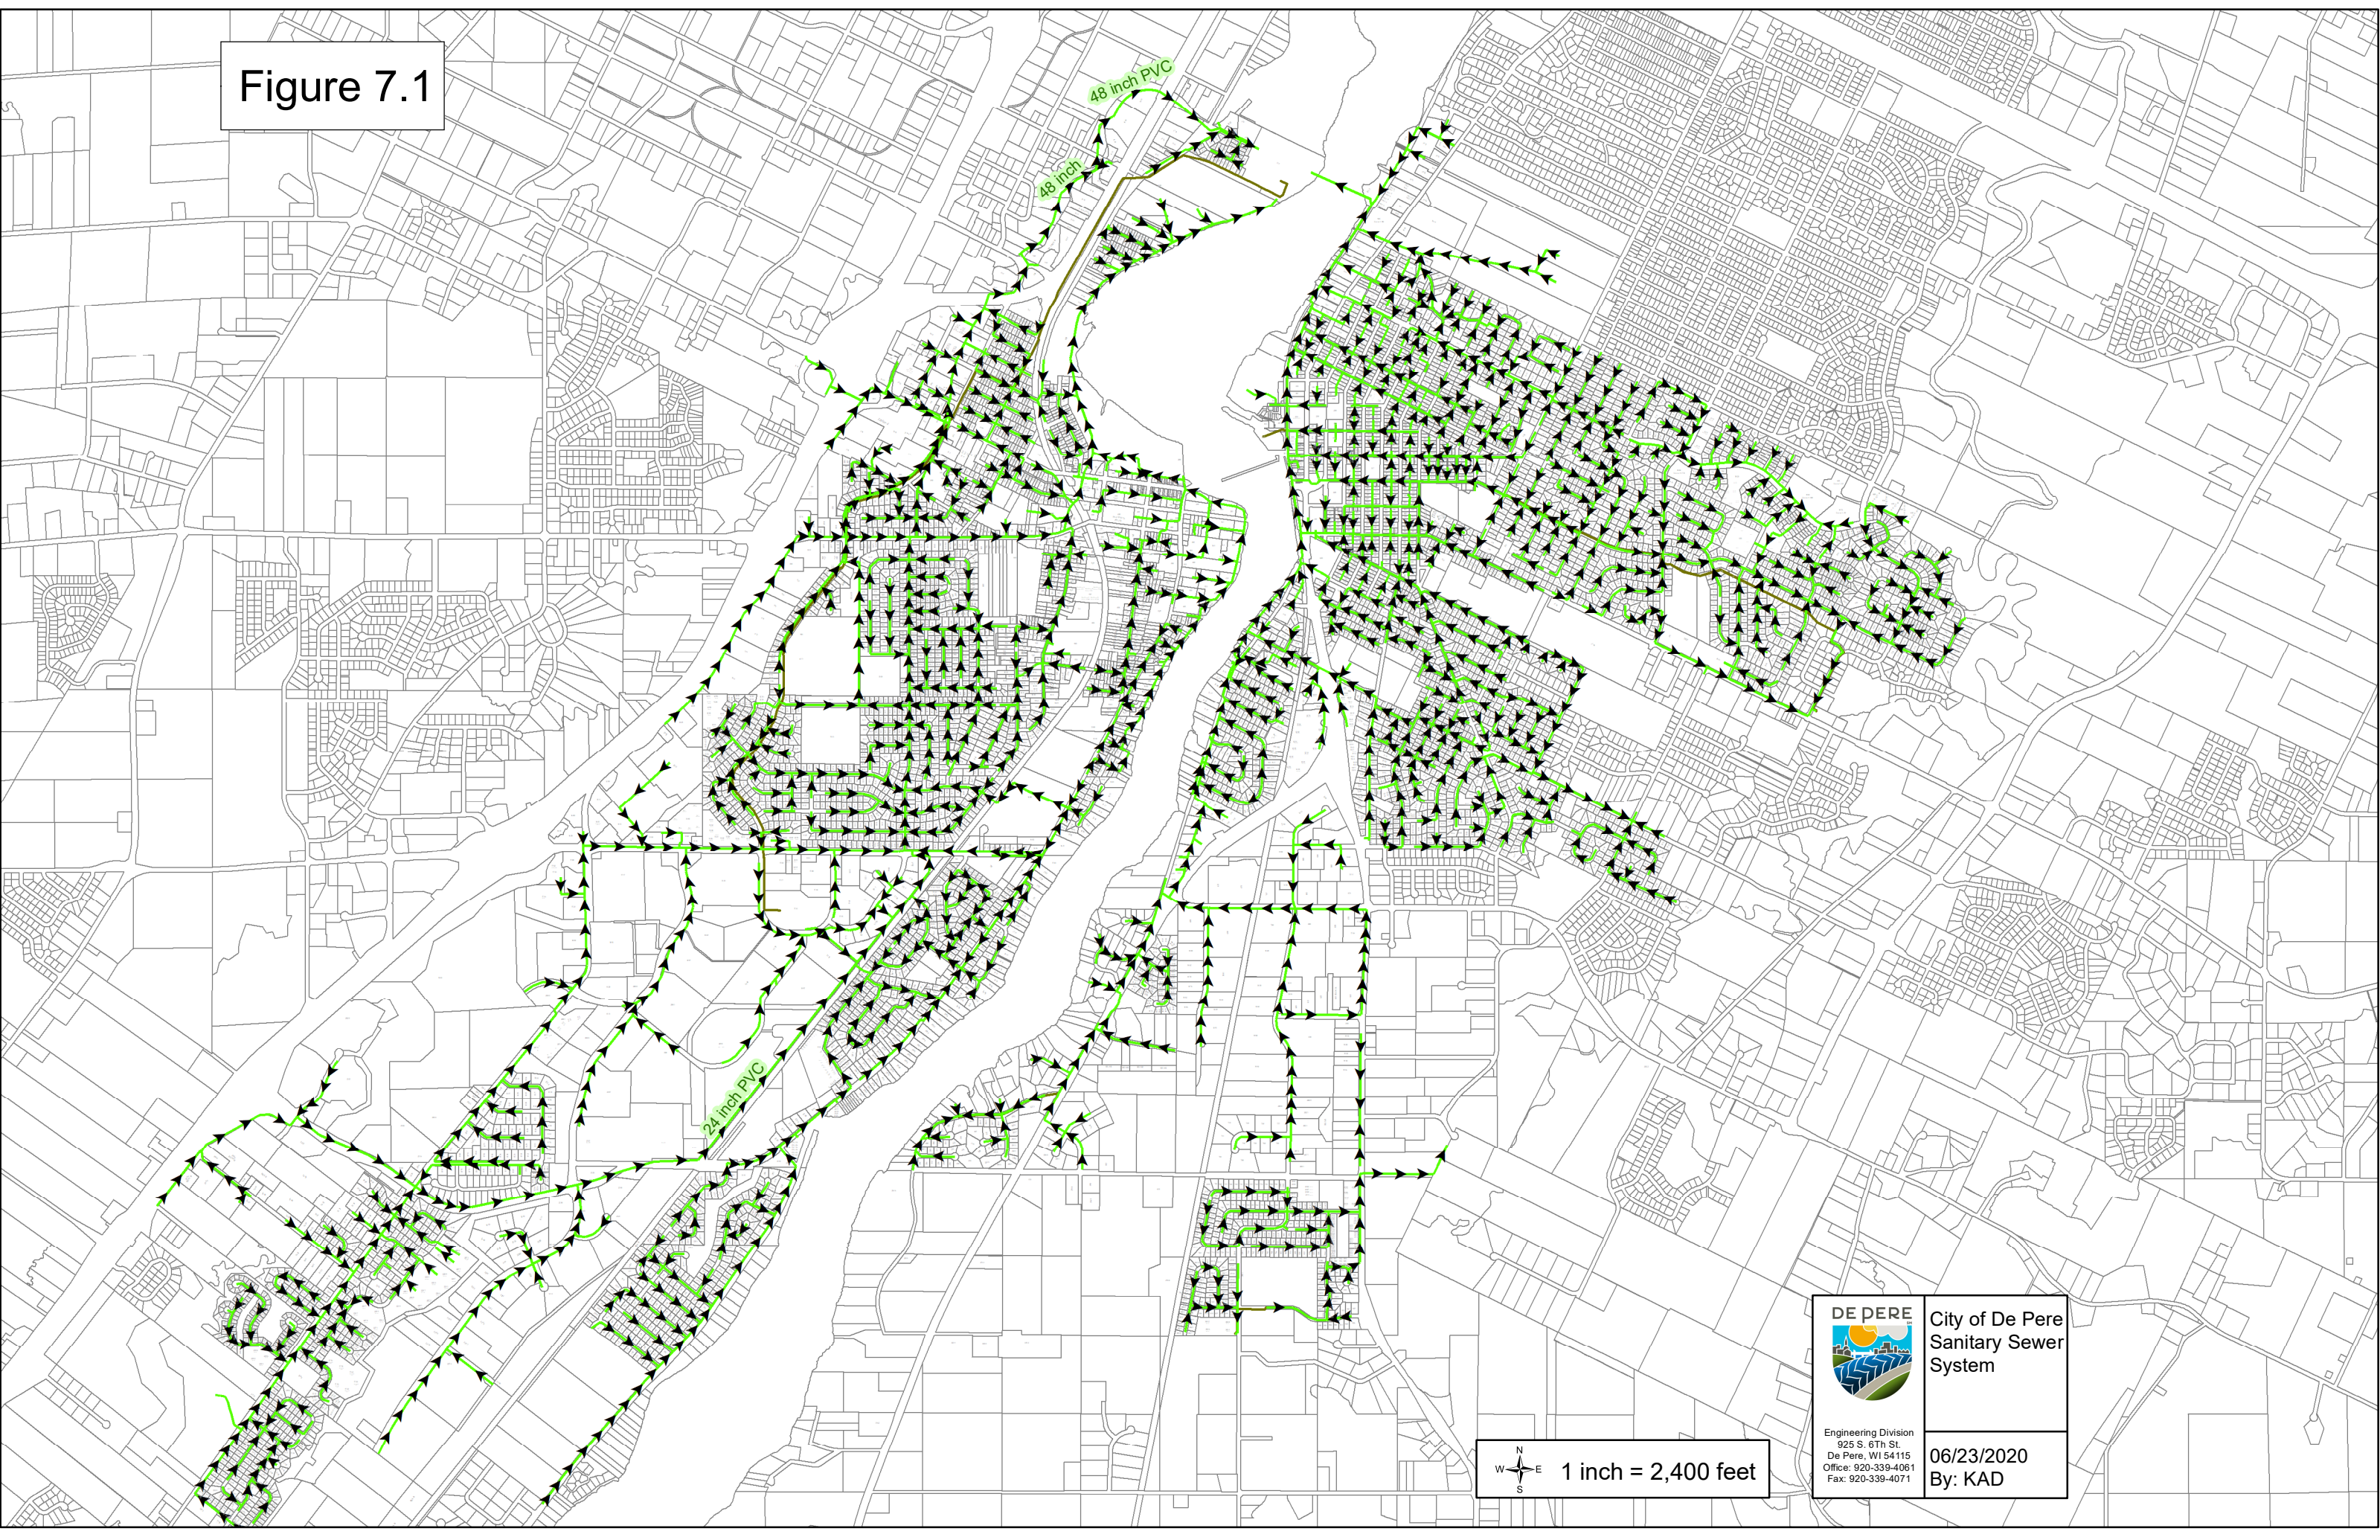 Figure 7.1
48 inch PVC
48 inch
24 inch PVC
DE PERE
City of De Pere
Sanitary Sewer
System
Engineering Division
925 S. 6Th St.
De Pere, WI 54115
Office: 920-339-4061
Fax: 920-339-4071
06/23/2020
By: KAD
N
W E
S
1 inch = 2,400 feet